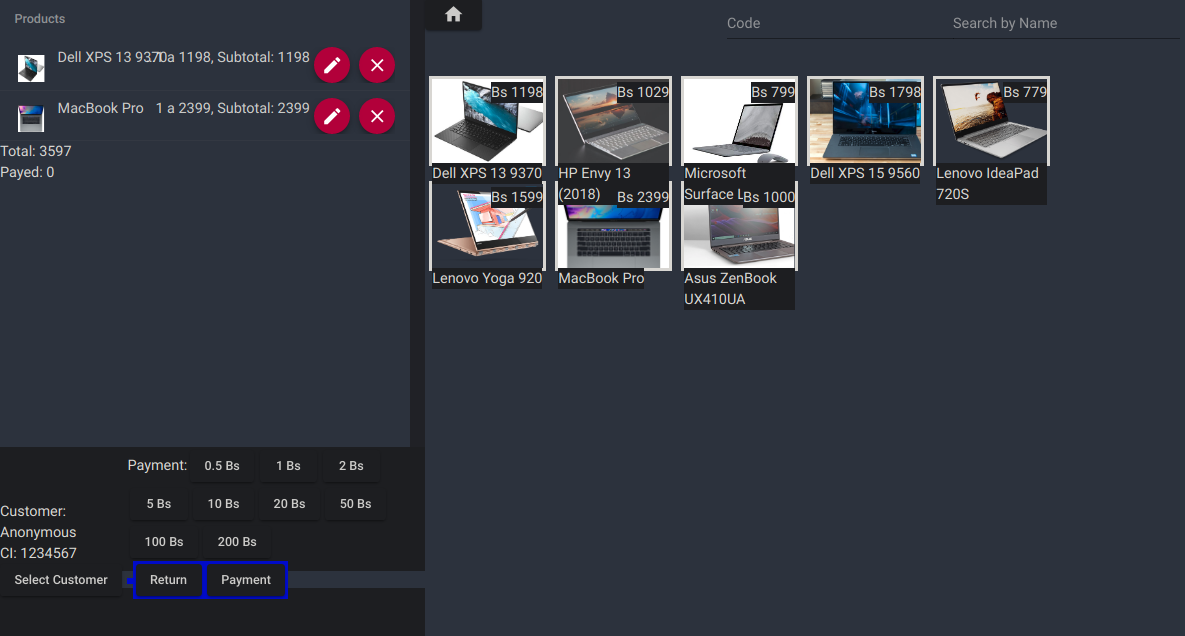 Products
Dell XPS 13 9370
1 a 1198, Subtotal: 1198
MacBook Pro
1 a 2399, Subtotal: 2399
Total: 3597
Payed: 0
Payment:
0.5 Bs
1 Bs
2 Bs
5 Bs
10 Bs
20 Bs
50 Bs
100 Bs
200 Bs
Customer:
Anonymous
CI: 1234567
Select Customer
Return
Payment
Code
Search by Name
Bs 1198
Dell XPS 13 9370
Bs 1029
HP Envy 13
(2018)
Bs 799
Microsoft
Surface
Bs 1798
Dell XPS 15 9560
Bs 779
Lenovo IdeaPad
720S
Bs 1599
Lenovo Yoga 920
Bs 2399
MacBook Pro
Bs 1000
Asus ZenBook
UX410UA